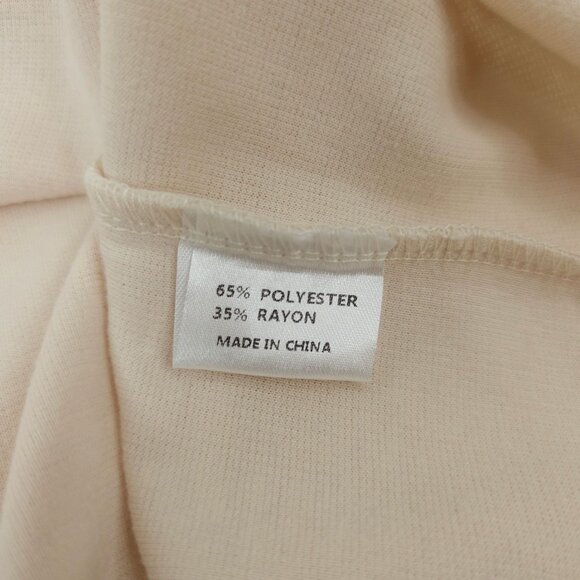 65% POLYESTER
35% RAYON
MADE IN CHINA